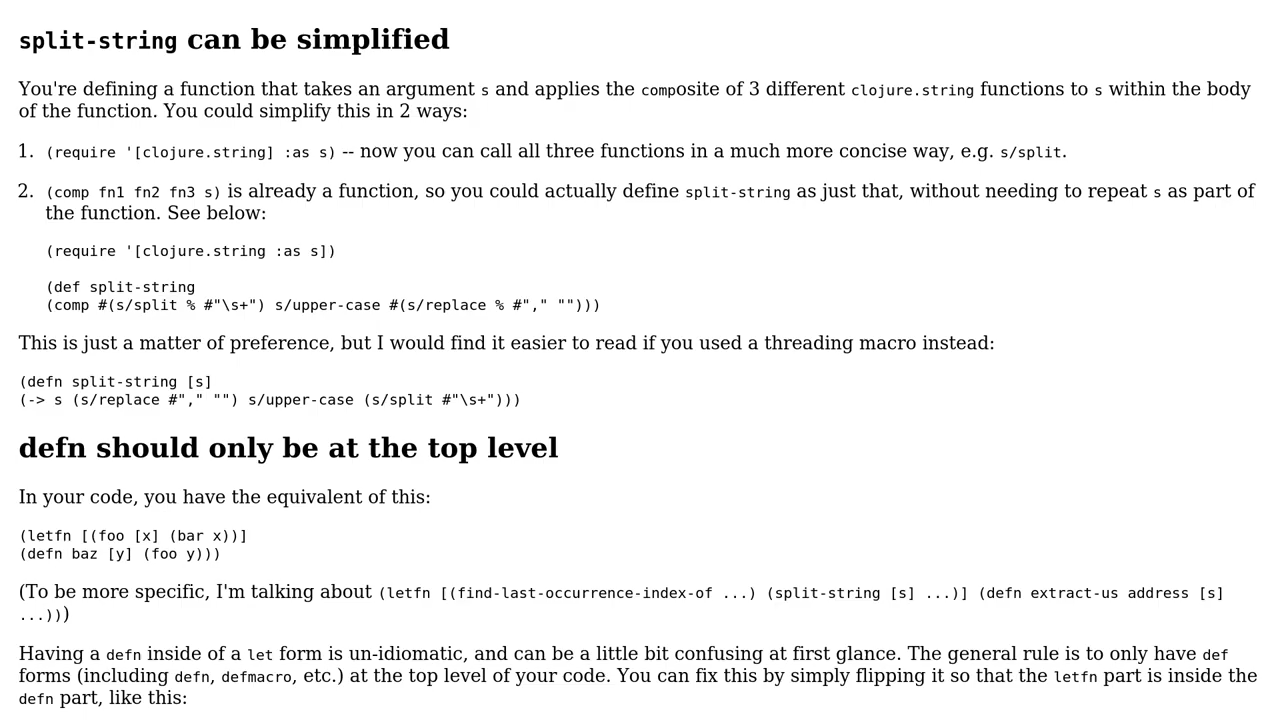 split-string can be simplified
You're defining a function that takes an argument s and applies the composite of 3 different clojure.string functions to s within the body
of the function. You could simplify this in 2 ways:
1. (require '[clojure.string] :as s) -- now you can call all three functions in a much more concise way, e.g. s/split.
2. (comp fn1 fn2 fn3 s) is already a function, so you could actually define split-string as just that, without needing to repeat s as part of
the function. See below:
(require '[clojure.string :as s])
(def split-string
(comp #(s/split % #"\s+") s/upper-case #(s/replace % #"," "")))
This is just a matter of preference, but I would find it easier to read if you used a threading macro instead:
(defn split-string [s]
(-> s (s/replace #"," "") s/upper-case (s/split #"\s+")))
defn should only be at the top level
In your code, you have the equivalent of this:
(letfn [(foo [x] (bar x))]
(defn baz [y] (foo y)))
(To be more specific, I'm talking about (letfn [(find-last-occurrence-index-of ...) (split-string [s] ...)] (defn extract-us address [s]
...)))
Having a defn inside of a let form is un-idiomatic, and can be a little bit confusing at first glance. The general rule is to only have def
forms (including defn, defmacro, etc.) at the top level of your code. You can fix this by simply flipping it so that the letfn part is inside the
defn part, like this: